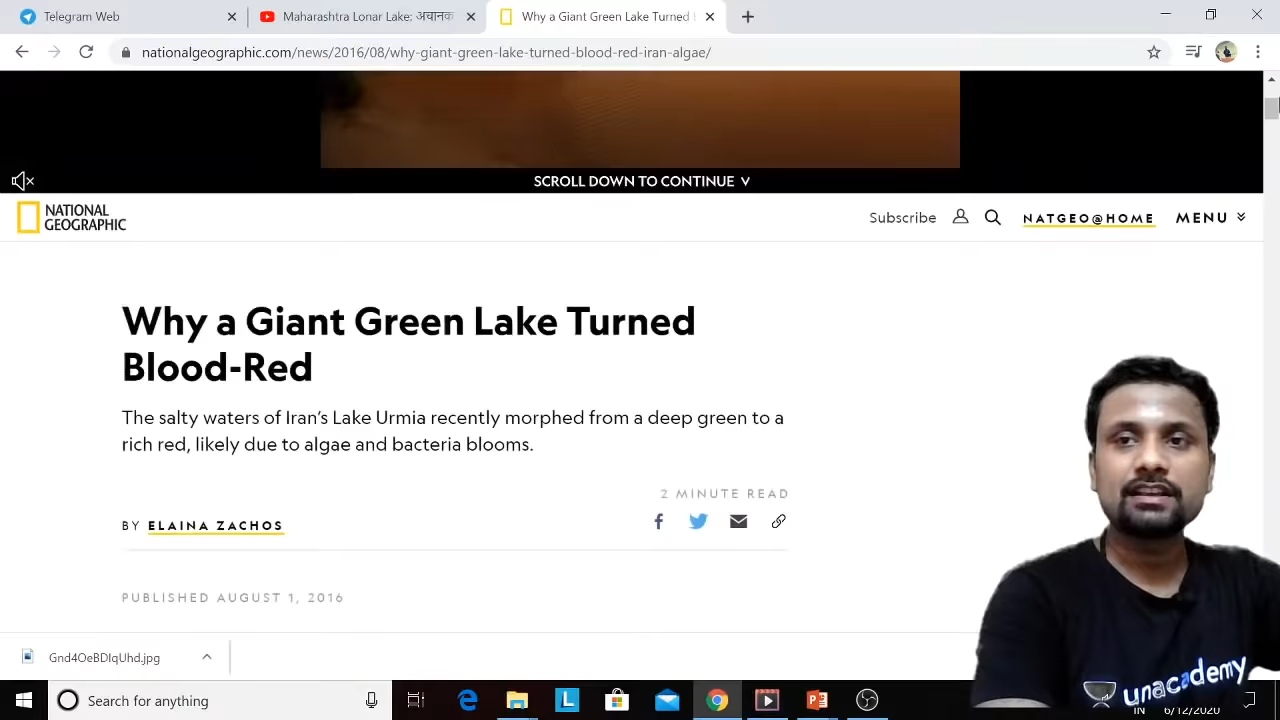 Telegram Web
Maharashtra Lonar Lake: अचानक
Why a Giant Green Lake Turned
nationalgeographic.com/news/2016/08/why-giant-green-lake-turned-blood-red-iran-algae/
SCROLL DOWN TO CONTINUE
NATIONAL
GEOGRAPHIC
Subscribe
NATGEO@HOME
MENU
Why a Giant Green Lake Turned
Blood-Red
The salty waters of Iran’s Lake Urmia recently morphed from a deep green to a
rich red, likely due to algae and bacteria blooms.
2 MINUTE READ
BY ELAINA ZACHOS
PUBLISHED AUGUST 1, 2016
Gnd4OeBDIqUhd.jpg
unacademy
Search for anything
IN
6/12/2020